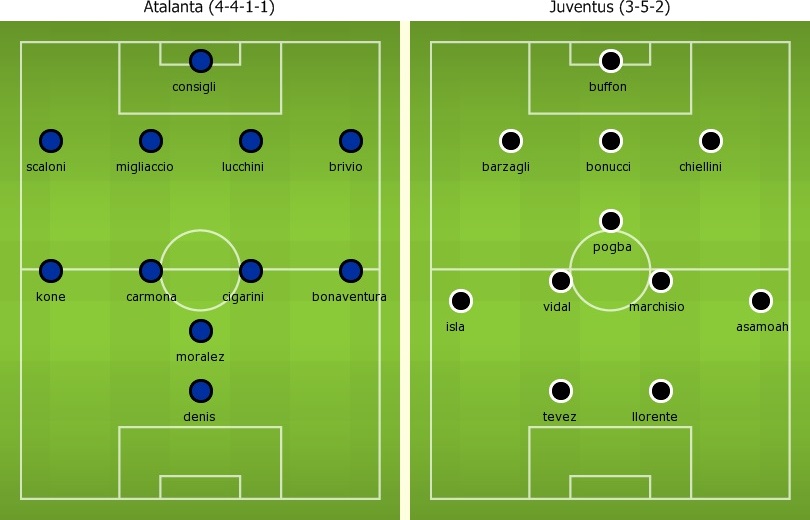 Atalanta (4-4-1-1)
consigli
scaloni migliaccio lucchini brivio
kone carmona cigarini bonaventura
moralez
denis
Juventus (3-5-2)
buffon
barzagli bonucci chiellini
pogba
vidal marchisio
isla asamoah
tevez llorente